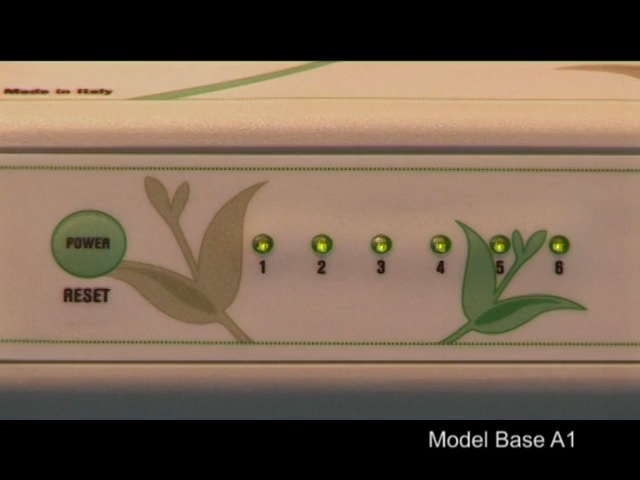 Made in Italy
POWER
RESET
1 2 3 4 5 6
Model Base A1